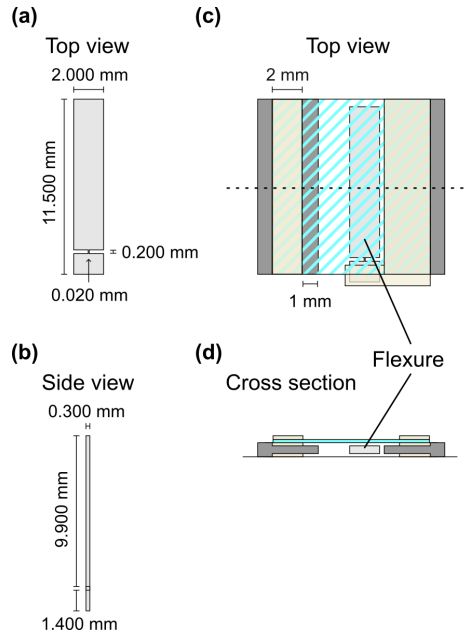 (a)
Top view
2.000 mm
11.500 mm
0.200 mm
0.020 mm
(b)
Side view
0.300 mm
9.900 mm
1.400 mm
(c)
Top view
2 mm
1 mm
Flexure
(d)
Cross section